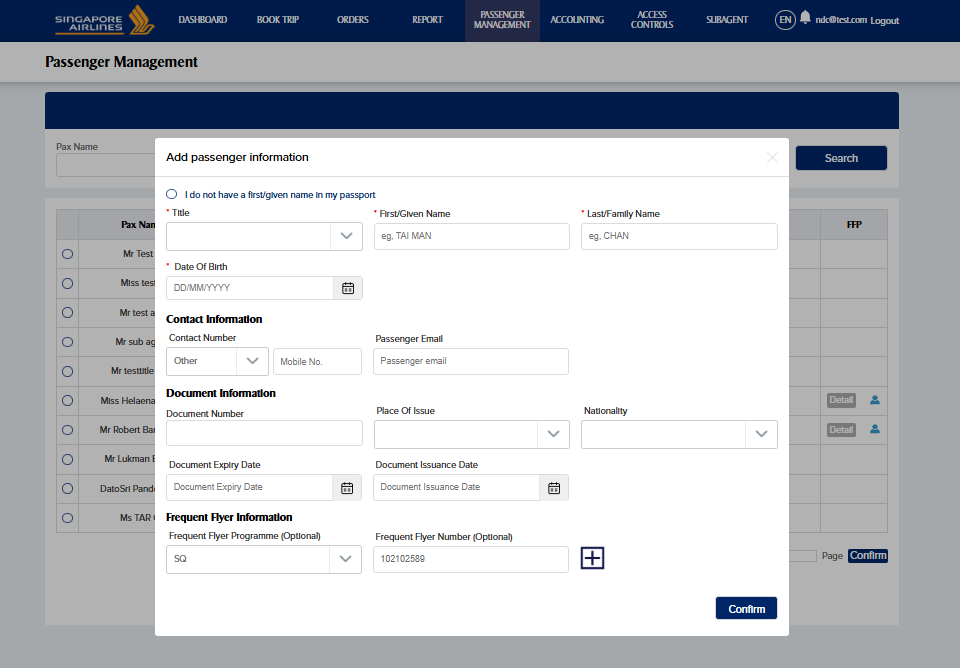 SINGAPORE AIRLINES
DASHBOARD
BOOK TRIP
ORDERS
REPORT
PASSENGER MANAGEMENT
ACCOUNTING
ACCESS CONTROLS
SUBAGENT
EN
ndc@test.com
Logout
Passenger Management
Pax Name
Search
Add passenger information
I do not have a first/given name in my passport
* Title
* First/Given Name
* Last/Family Name
eg, TAI MAN
eg, CHAN
* Date Of Birth
DD/MM/YYYY
Contact Information
Contact Number
Passenger Email
Other
Mobile No.
Passenger email
Document Information
Document Number
Place Of Issue
Nationality
Document Expiry Date
Document Issuance Date
Document Expiry Date
Document Issuance Date
Frequent Flyer Information
Frequent Flyer Programme (Optional)
Frequent Flyer Number (Optional)
SQ
102102589
Confirm
Pax Nan
FFP
Mr Test
Miss test
Mr test a
Mr sub ag
Mr testtitle
Miss Helaena
Detail
Mr Robert Bar
Detail
Mr Lukman
DatoSri Pande
Ms TAR
Page
Confirm